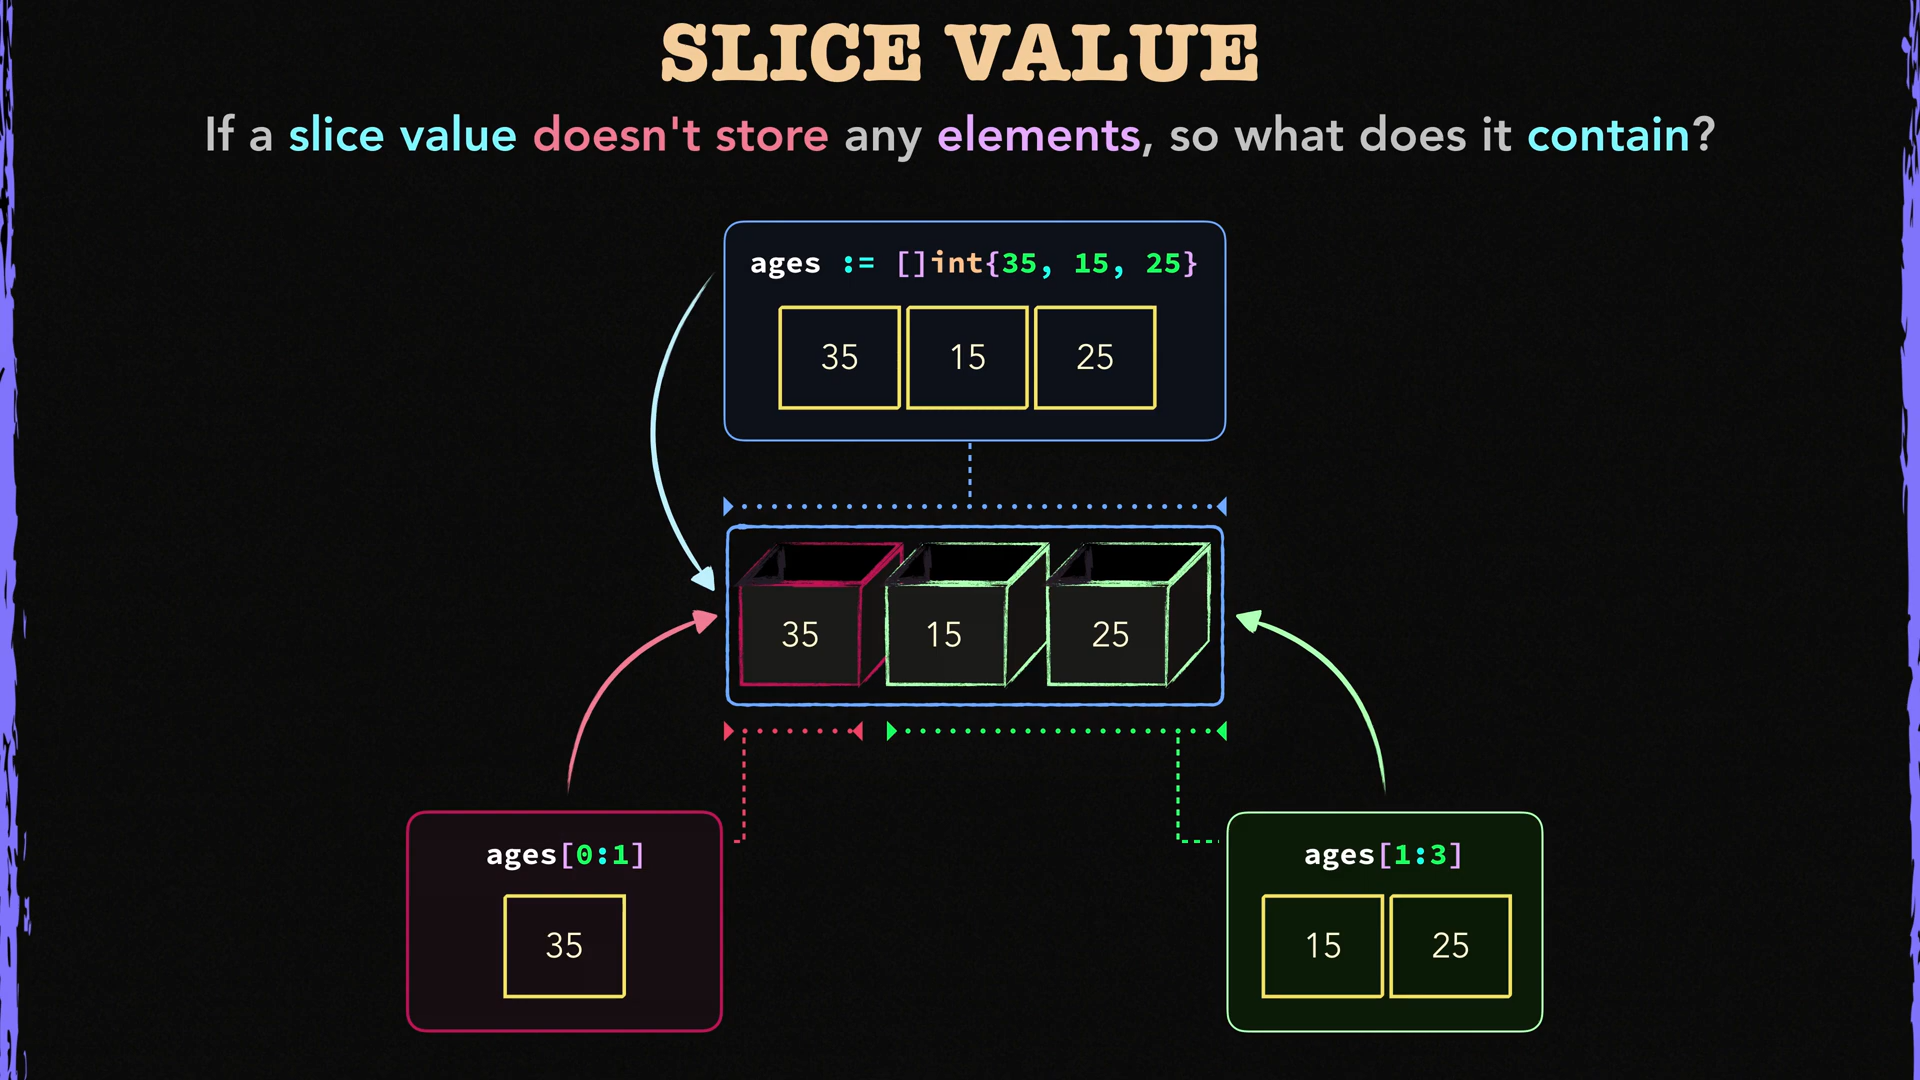 SLICE VALUE
If a slice value doesn't store any elements, so what does it contain?
ages := []int{35, 15, 25}
35 15 25
35 15 25
ages[0:1]
35
ages[1:3]
15 25